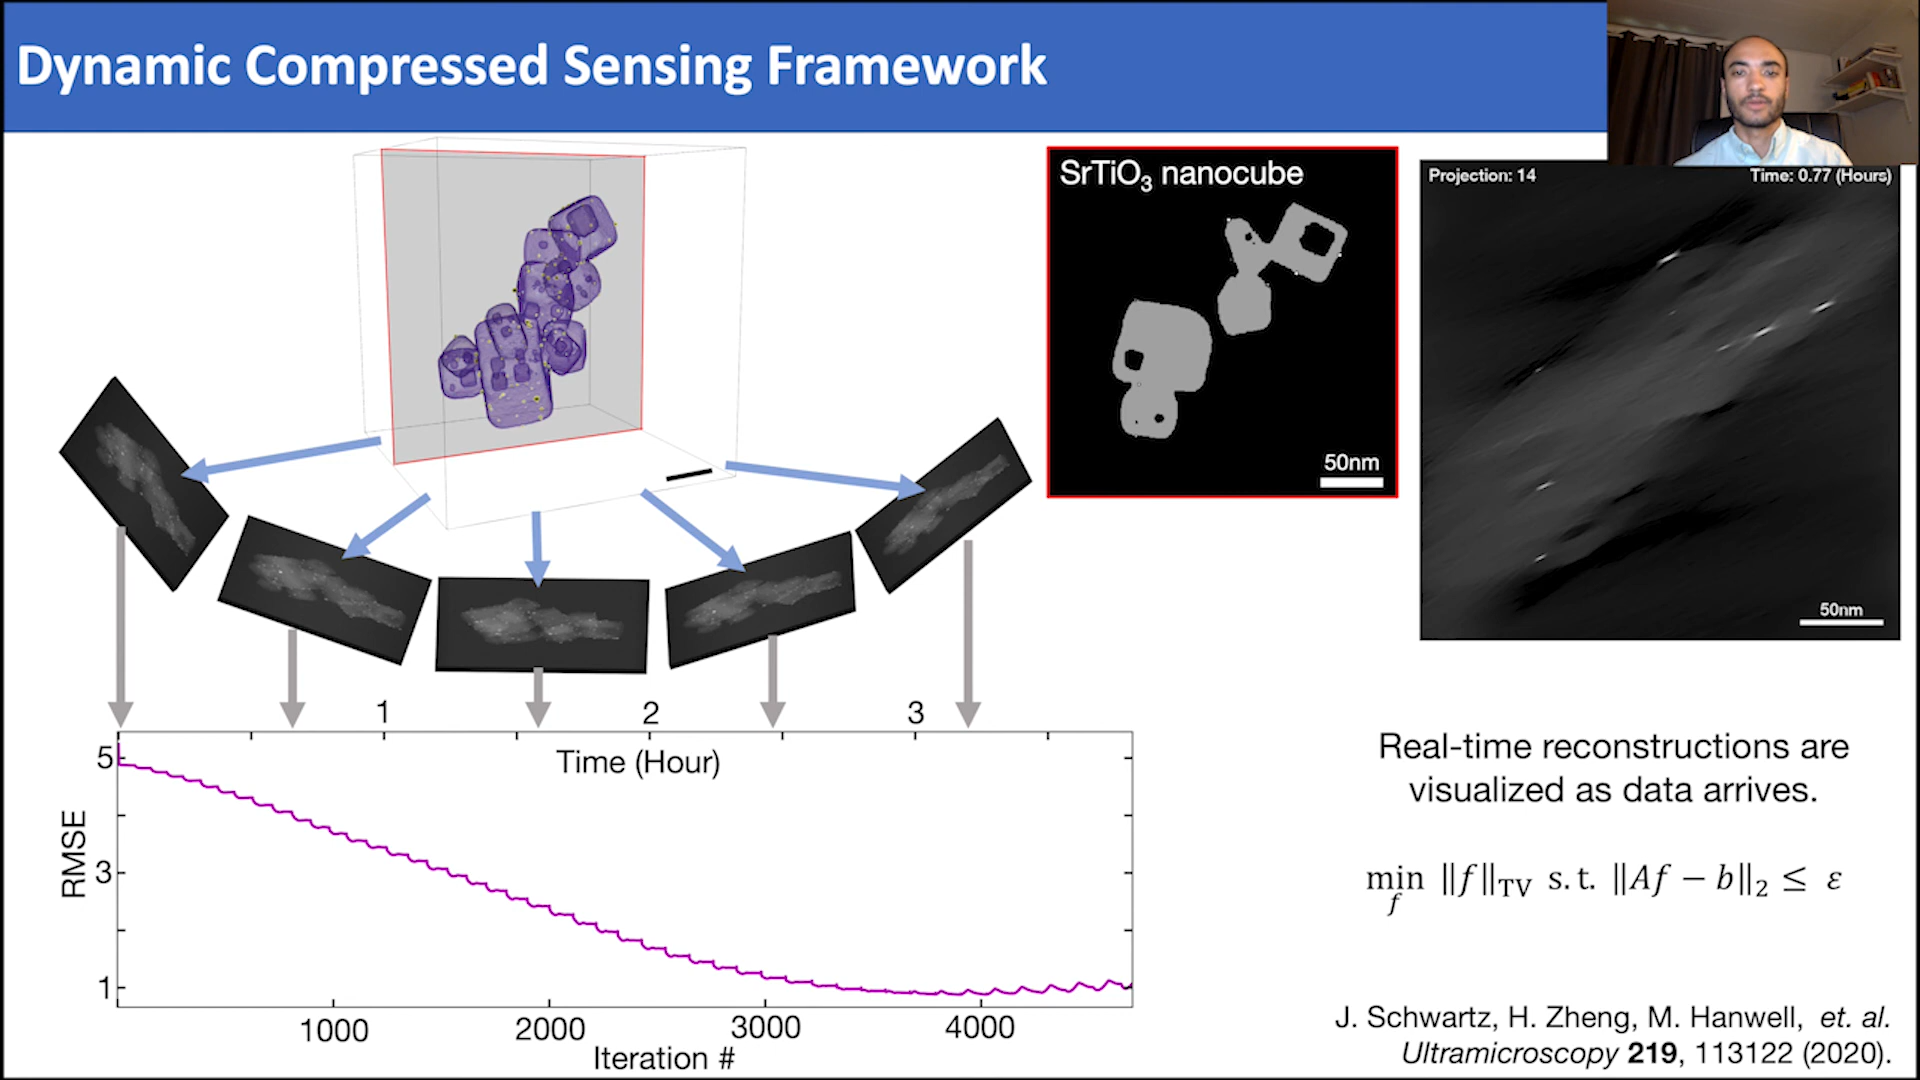 Dynamic Compressed Sensing Framework
SrTiO₃ nanocube
50nm
Projection: 14
Time: 0.77 (Hours)
50nm
1
2
3
Time (Hour)
5
3
1
RMSE
1000
2000
3000
4000
Iteration #
Real-time reconstructions are
visualized as data arrives.
min_f ‖f‖_TV s.t. ‖Af − b‖₂ ≤ ε
J. Schwartz, H. Zheng, M. Hanwell, et. al.
Ultramicroscopy 219, 113122 (2020).